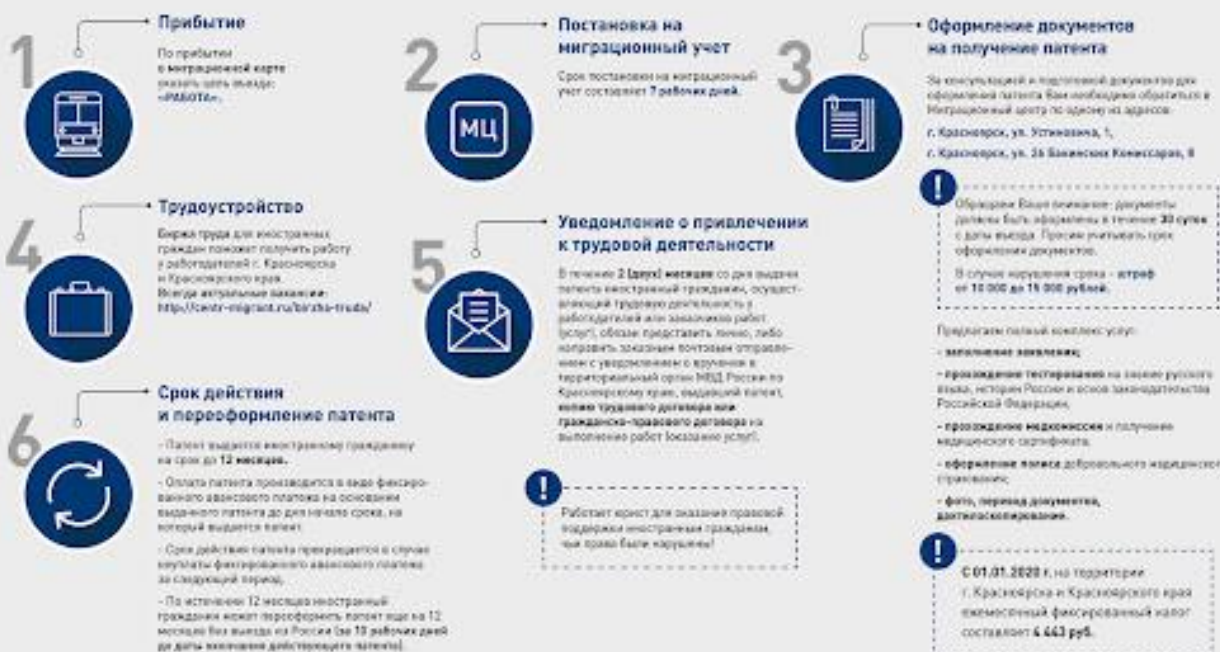 1
Прибытие
По прибытии
в миграционной карте
указать цель въезда:
«РАБОТА».
2
Постановка на
миграционный учет
Срок постановки на миграционный
учет составляет 7 рабочих дней.
МЦ
3
Оформление документов
на получение патента
За консультацией и подготовкой документов для
оформления патента Вам необходимо обратиться в
Миграционный центр по одному из адресов:
г. Красноярск, ул. Устиновича, 1,
г. Красноярск, ул. 26 Бакинских Комиссаров, 8
!
Обращаем Ваше внимание: документы
должны быть оформлены в течение 30 суток
с даты въезда. Просим учитывать срок
оформления документов.
В случае нарушения срока - штраф
от 10 000 до 15 000 рублей.
Предлагаем полный комплекс услуг:
- заполнение заявления;
- прохождение тестирования на знание русского
языка, истории России и основ законодательства
Российской Федерации;
- прохождение медкомиссии и получение
медицинского сертификата;
- оформление полиса добровольного медицинского
страхования;
- фото, перевод документов,
дактилоскопирование.
!
С 01.01.2020 г. на территории
г. Красноярска и Красноярского края
ежемесячный фиксированный налог
составляет 4 443 руб.
4
Трудоустройство
Биржа труда для иностранных
граждан поможет получить работу
у работодателей г. Красноярска
и Красноярского края.
Всегда актуальные вакансии:
http://centr-migrant.ru/birzha-truda/
5
Уведомление о привлечении
к трудовой деятельности
В течение 2 (двух) месяцев со дня выдачи
патента иностранный гражданин, осущест-
вляющий трудовую деятельность у
работодателей или заказчиков работ
(услуг), обязан представить лично, либо
направить заказным почтовым отправле-
нием с уведомлением о вручении в
территориальный орган МВД России по
Красноярскому краю, выдавший патент,
копию трудового договора или
гражданско-правового договора на
выполнение работ (оказание услуг).
!
Работает юрист для оказания правовой
поддержки иностранным гражданам,
чьи права были нарушены!
6
Срок действия
и переоформление патента
- Патент выдается иностранному гражданину
на срок до 12 месяцев.
- Оплата патента производится в виде фиксиро-
ванного авансового платежа на основании
выданного патента до дня начала срока, на
который выдается патент.
- Срок действия патента прекращается в случае
неуплаты фиксированного авансового платежа
за следующий период.
- По истечении 12 месяцев иностранный
гражданин может переоформить патент еще на 12
месяцев без выезда из России (за 10 рабочих дней
до даты окончания действующего патента).